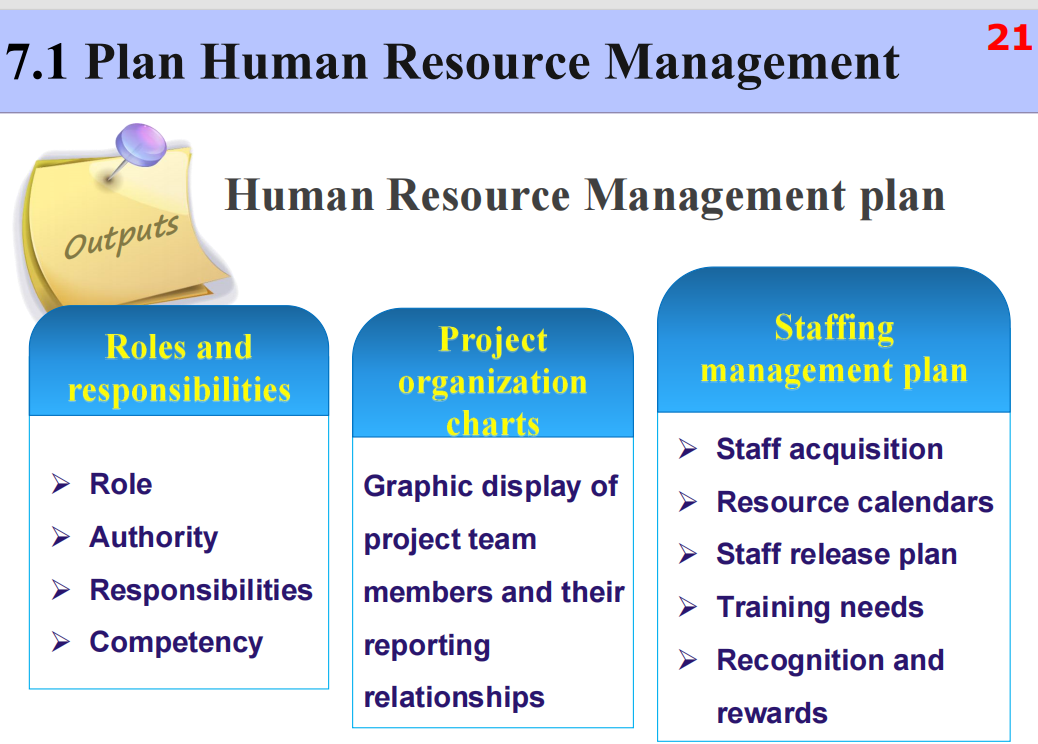 21
7.1 Plan Human Resource Management
Outputs
Human Resource Management plan
Roles and
responsibilities
➢ Role
➢ Authority
➢ Responsibilities
➢ Competency
Project
organization
charts
Graphic display of
project team
members and their
reporting
relationships
Staffing
management plan
➢ Staff acquisition
➢ Resource calendars
➢ Staff release plan
➢ Training needs
➢ Recognition and
rewards